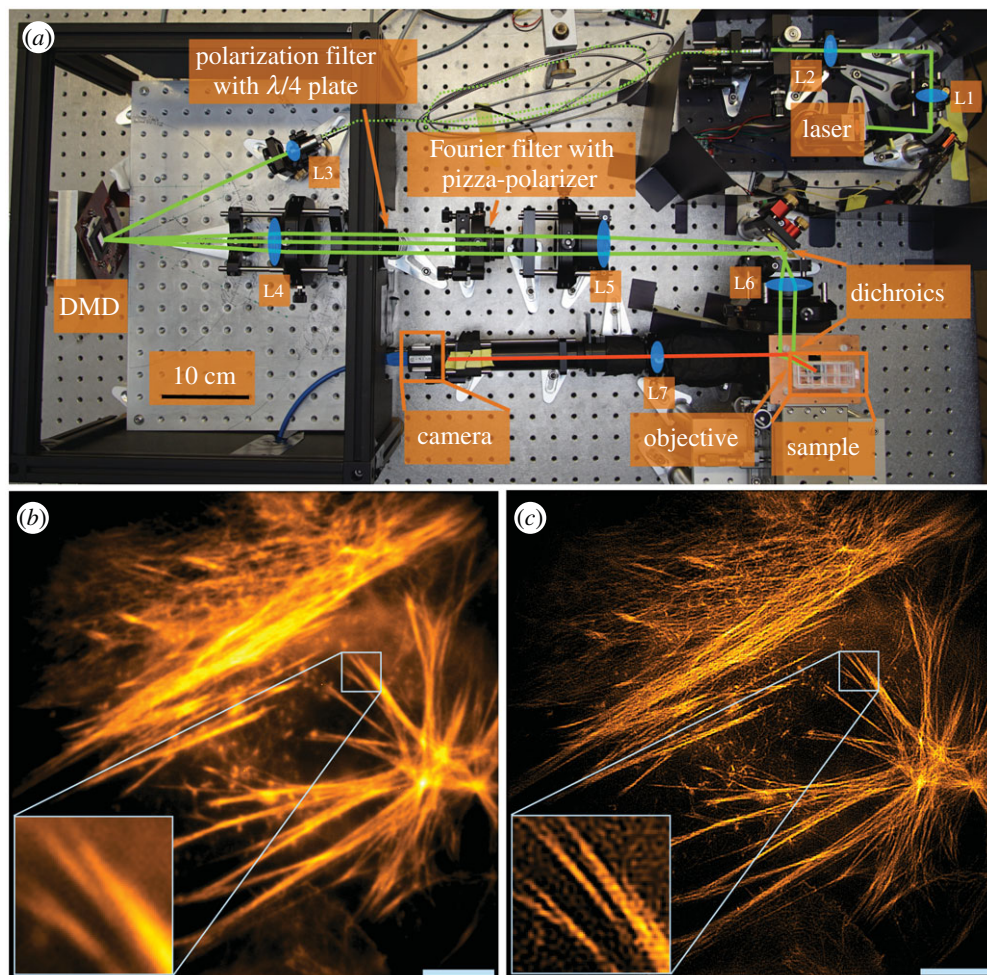 (a)
polarization filter
with λ/4 plate
L2
L1
laser
Fourier filter with
pizza-polarizer
L3
DMD
L4
L5
L6
dichroics
10 cm
L7
camera
objective
sample
(b)
(c)